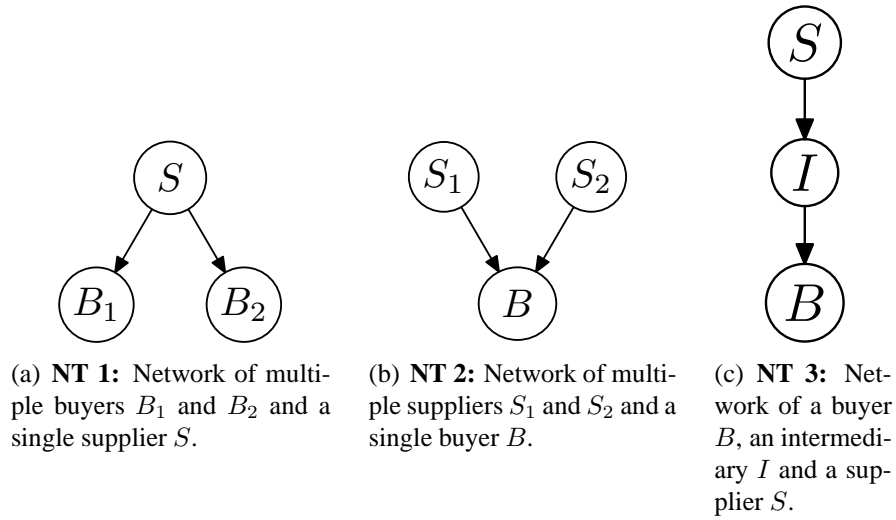 S
B₁
B₂
(a) NT 1: Network of multi-
ple buyers B₁ and B₂ and a
single supplier S.
S₁
S₂
B
(b) NT 2: Network of multi-
ple suppliers S₁ and S₂ and a
single buyer B.
S
I
B
(c) NT 3: Net-
work of a buyer
B, an intermedi-
ary I and a sup-
plier S.